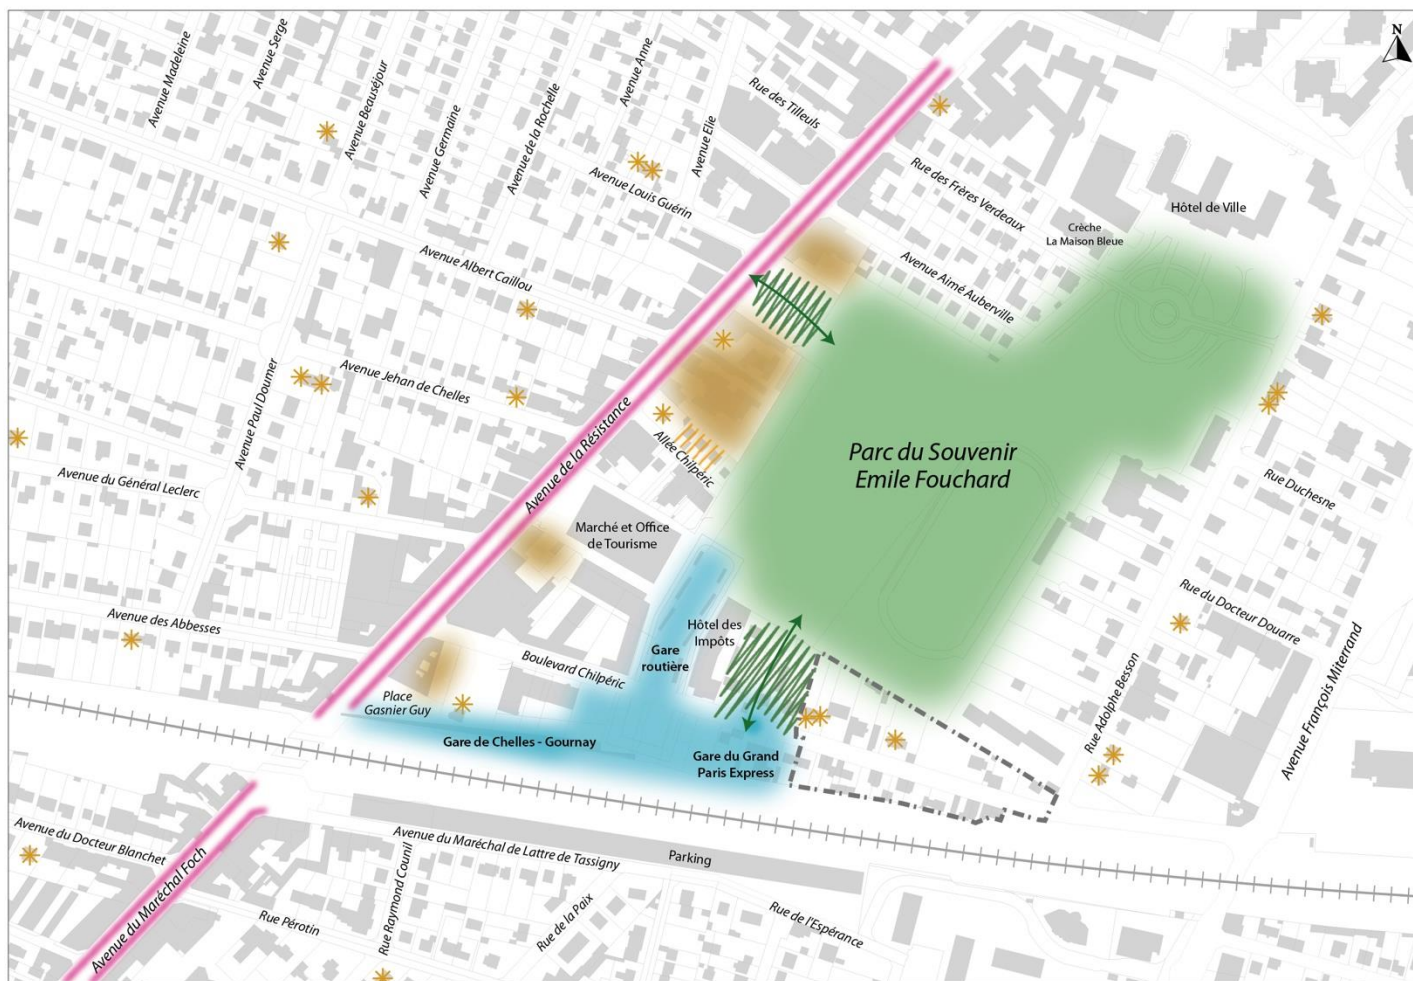 N
Avenue Madeleine
Avenue Serge
Avenue Beauséjour
Avenue Germaine
Avenue de la Rochelle
Avenue Anne
Avenue Elie
Rue des Tilleuls
Avenue Louis Guérin
Rue des Frères Verdeaux
Hôtel de Ville
Crèche
La Maison Bleue
Avenue Albert Caillou
Avenue Aimé Auberville
Avenue Paul Doumer
Avenue Jehan de Chelles
Avenue de la Résistance
Allée Chilpéric
Parc du Souvenir
Emile Fouchard
Rue Duchesne
Avenue du Général Leclerc
Marché et Office
de Tourisme
Rue du Docteur Douarre
Avenue des Abbesses
Hôtel des
Impôts
Gare
routière
Boulevard Chilpéric
Place
Gasnier Guy
Rue Adolphe Besson
Avenue François Miterrand
Gare de Chelles - Gournay
Gare du Grand
Paris Express
Avenue du Docteur Blanchet
Avenue du Maréchal Foch
Avenue du Maréchal de Lattre de Tassigny
Parking
Rue Pérotin
Rue Raymond Counil
Rue de la Paix
Rue de l'Espérance